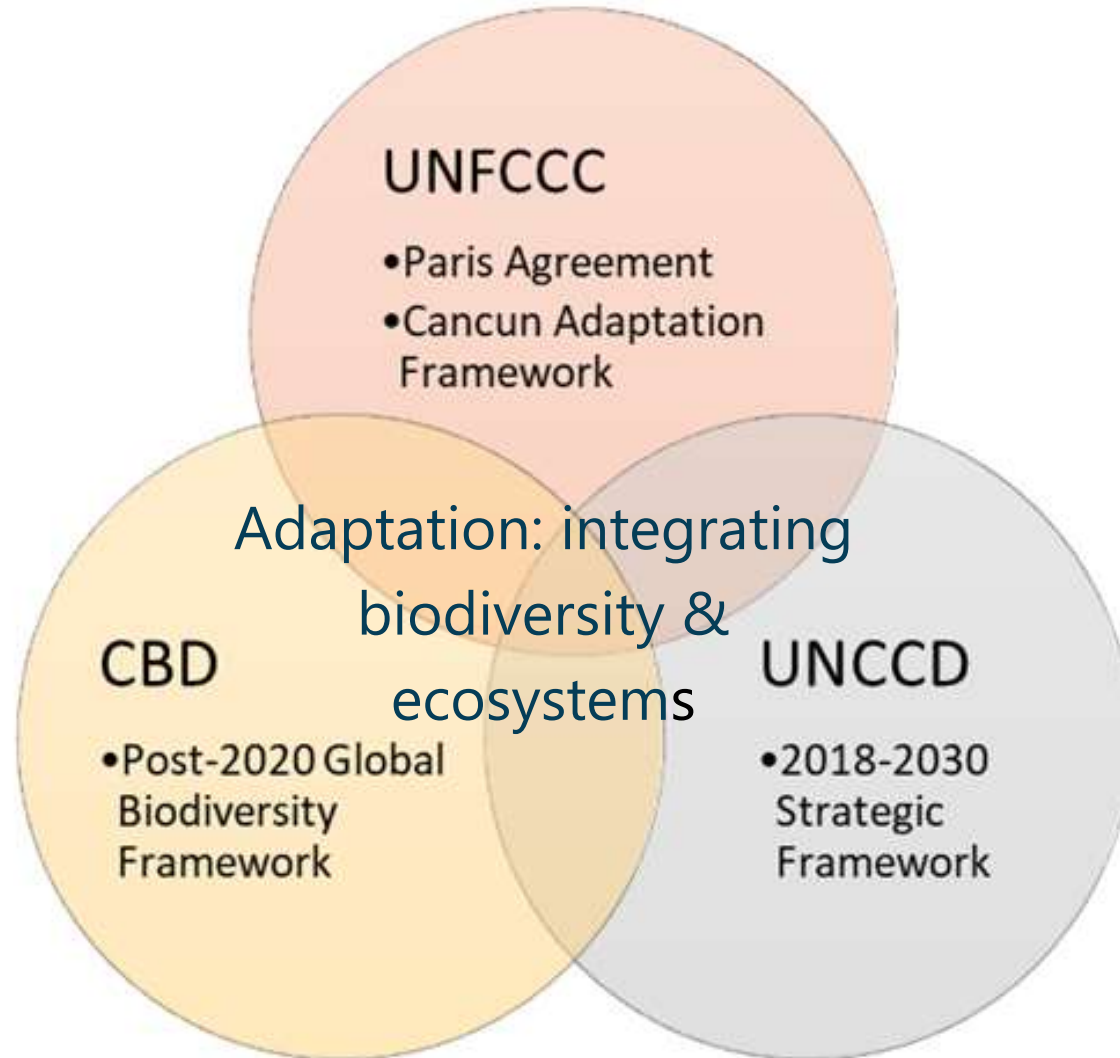 UNFCCC
•Paris Agreement
•Cancun Adaptation
Framework
Adaptation: integrating
biodiversity &
ecosystems
CBD
•Post-2020 Global
Biodiversity
Framework
UNCCD
•2018-2030
Strategic
Framework